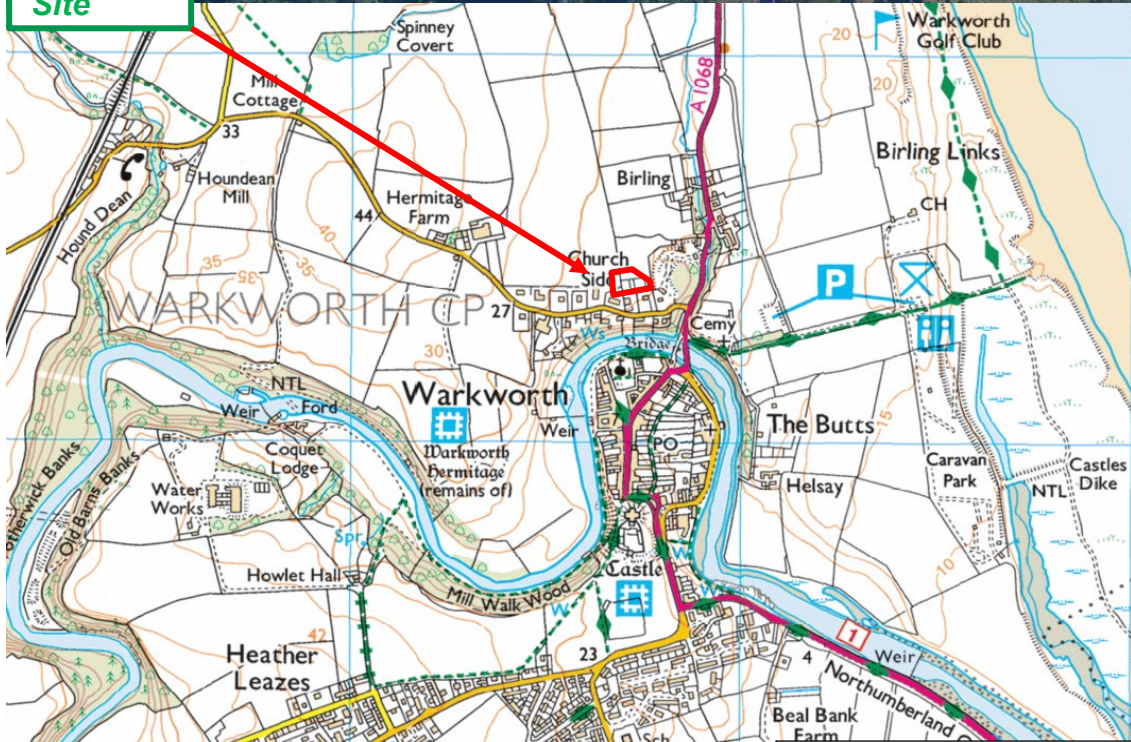 Site
Spinney
Covert
Warkworth
Golf Club
20
20
A1068
Mill
Cottage
33
Birling Links
Houndean
Mill
Birling
CH
Hound Dean
44
Hermitage
Farm
40
35
35
Church
Side
P
WARKWORTH CP
27
Ws
Cemy
Bridge
30
NTL
Warkworth
Weir
Ford
Weir
The Butts
15
Warkworth
Hermitage
(remains of)
PO
Coquet
Lodge
Caravan
Park
Castles
Dike
Water
Works
Helsay
NTL
Old Barns Banks
Spr
W
Castle
Howlet Hall
Mill Walk Wood
W
W
10
42
1
Heather
Leazes
23
4
Weir
Northumberland
Beal Bank
Farm
Sch